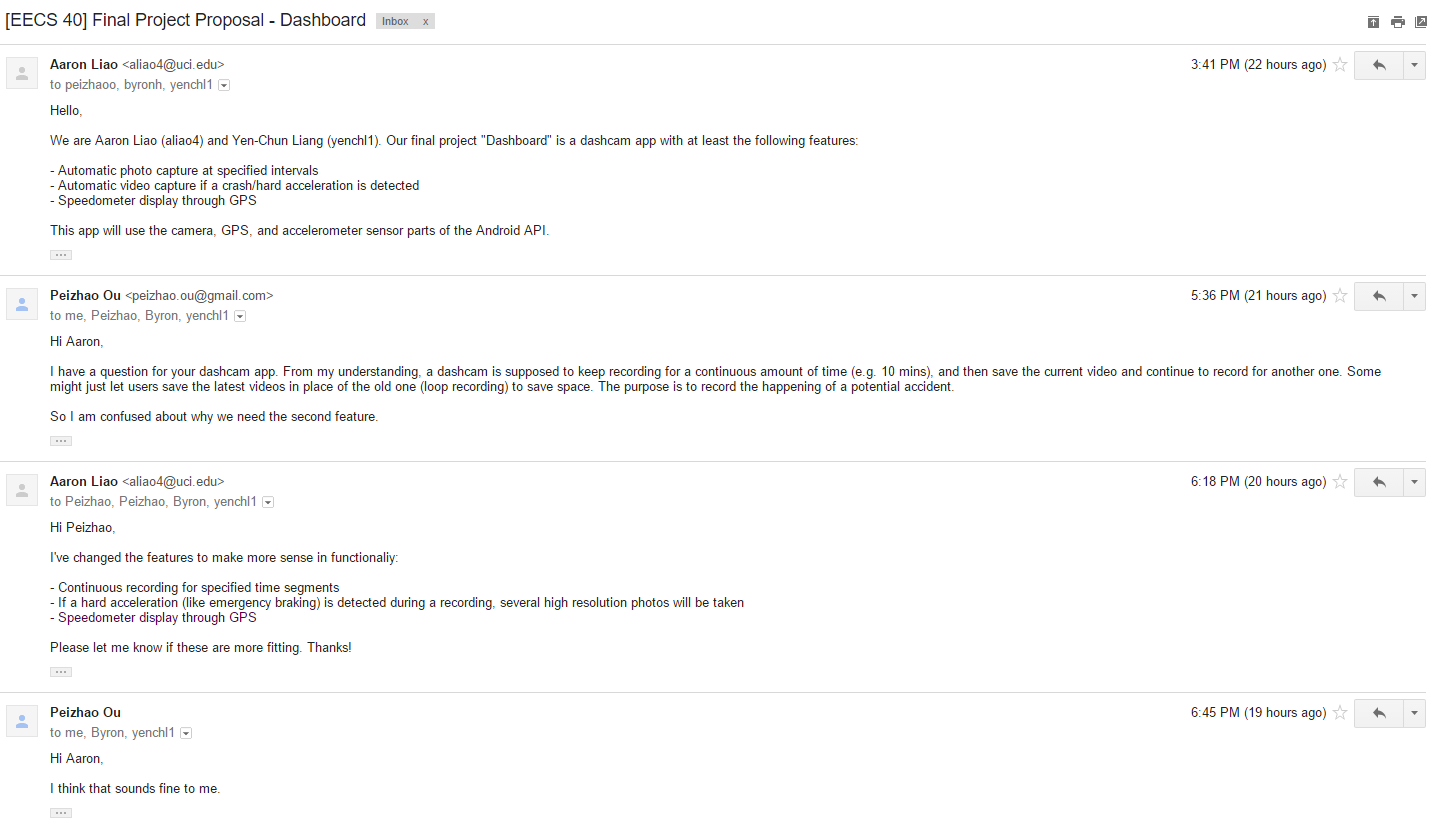 [EECS 40] Final Project Proposal - Dashboard Inbox x
Aaron Liao <aliao4@uci.edu> 3:41 PM (22 hours ago)
to peizhaoo, byronh, yenchl1
Hello,
We are Aaron Liao (aliao4) and Yen-Chun Liang (yenchl1). Our final project "Dashboard" is a dashcam app with at least the following features:
- Automatic photo capture at specified intervals
- Automatic video capture if a crash/hard acceleration is detected
- Speedometer display through GPS
This app will use the camera, GPS, and accelerometer sensor parts of the Android API.
Peizhao Ou <peizhao.ou@gmail.com> 5:36 PM (21 hours ago)
to me, Peizhao, Byron, yenchl1
Hi Aaron,
I have a question for your dashcam app. From my understanding, a dashcam is supposed to keep recording for a continuous amount of time (e.g. 10 mins), and then save the current video and continue to record for another one. Some
might just let users save the latest videos in place of the old one (loop recording) to save space. The purpose is to record the happening of a potential accident.
So I am confused about why we need the second feature.
Aaron Liao <aliao4@uci.edu> 6:18 PM (20 hours ago)
to Peizhao, Peizhao, Byron, yenchl1
Hi Peizhao,
I've changed the features to make more sense in functionaliy:
- Continuous recording for specified time segments
- If a hard acceleration (like emergency braking) is detected during a recording, several high resolution photos will be taken
- Speedometer display through GPS
Please let me know if these are more fitting. Thanks!
Peizhao Ou 6:45 PM (19 hours ago)
to me, Byron, yenchl1
Hi Aaron,
I think that sounds fine to me.